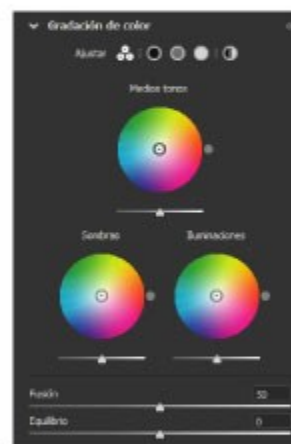 Gradación de color
Ajustar
Medios tonos
Sombras Iluminaciones
Fusión 50
Equilibrio 0